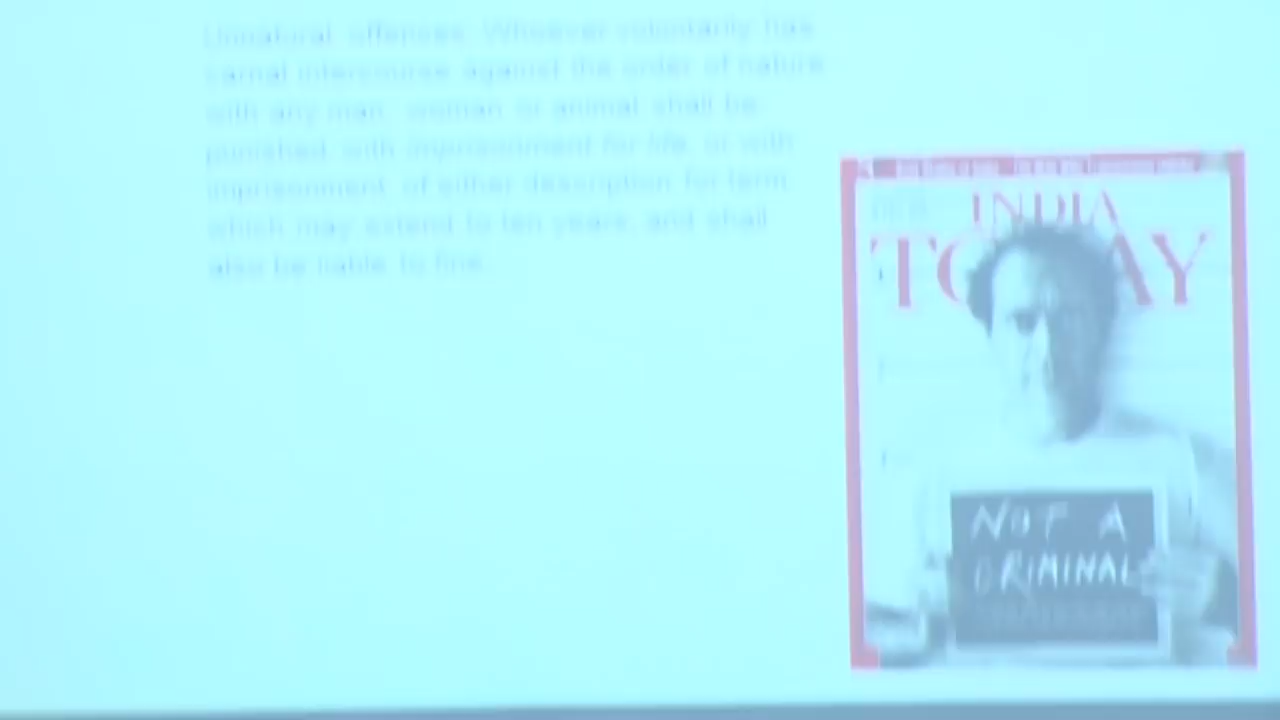 Unnatural offenses: Whoever voluntarily has
carnal intercourse against the order of nature
with any man, woman or animal shall be
punished with imprisonment for life, or with
imprisonment of either description for term
which may extend to ten years, and shall
also be liable to fine
INDIA
TODAY
NOT A
CRIMINAL